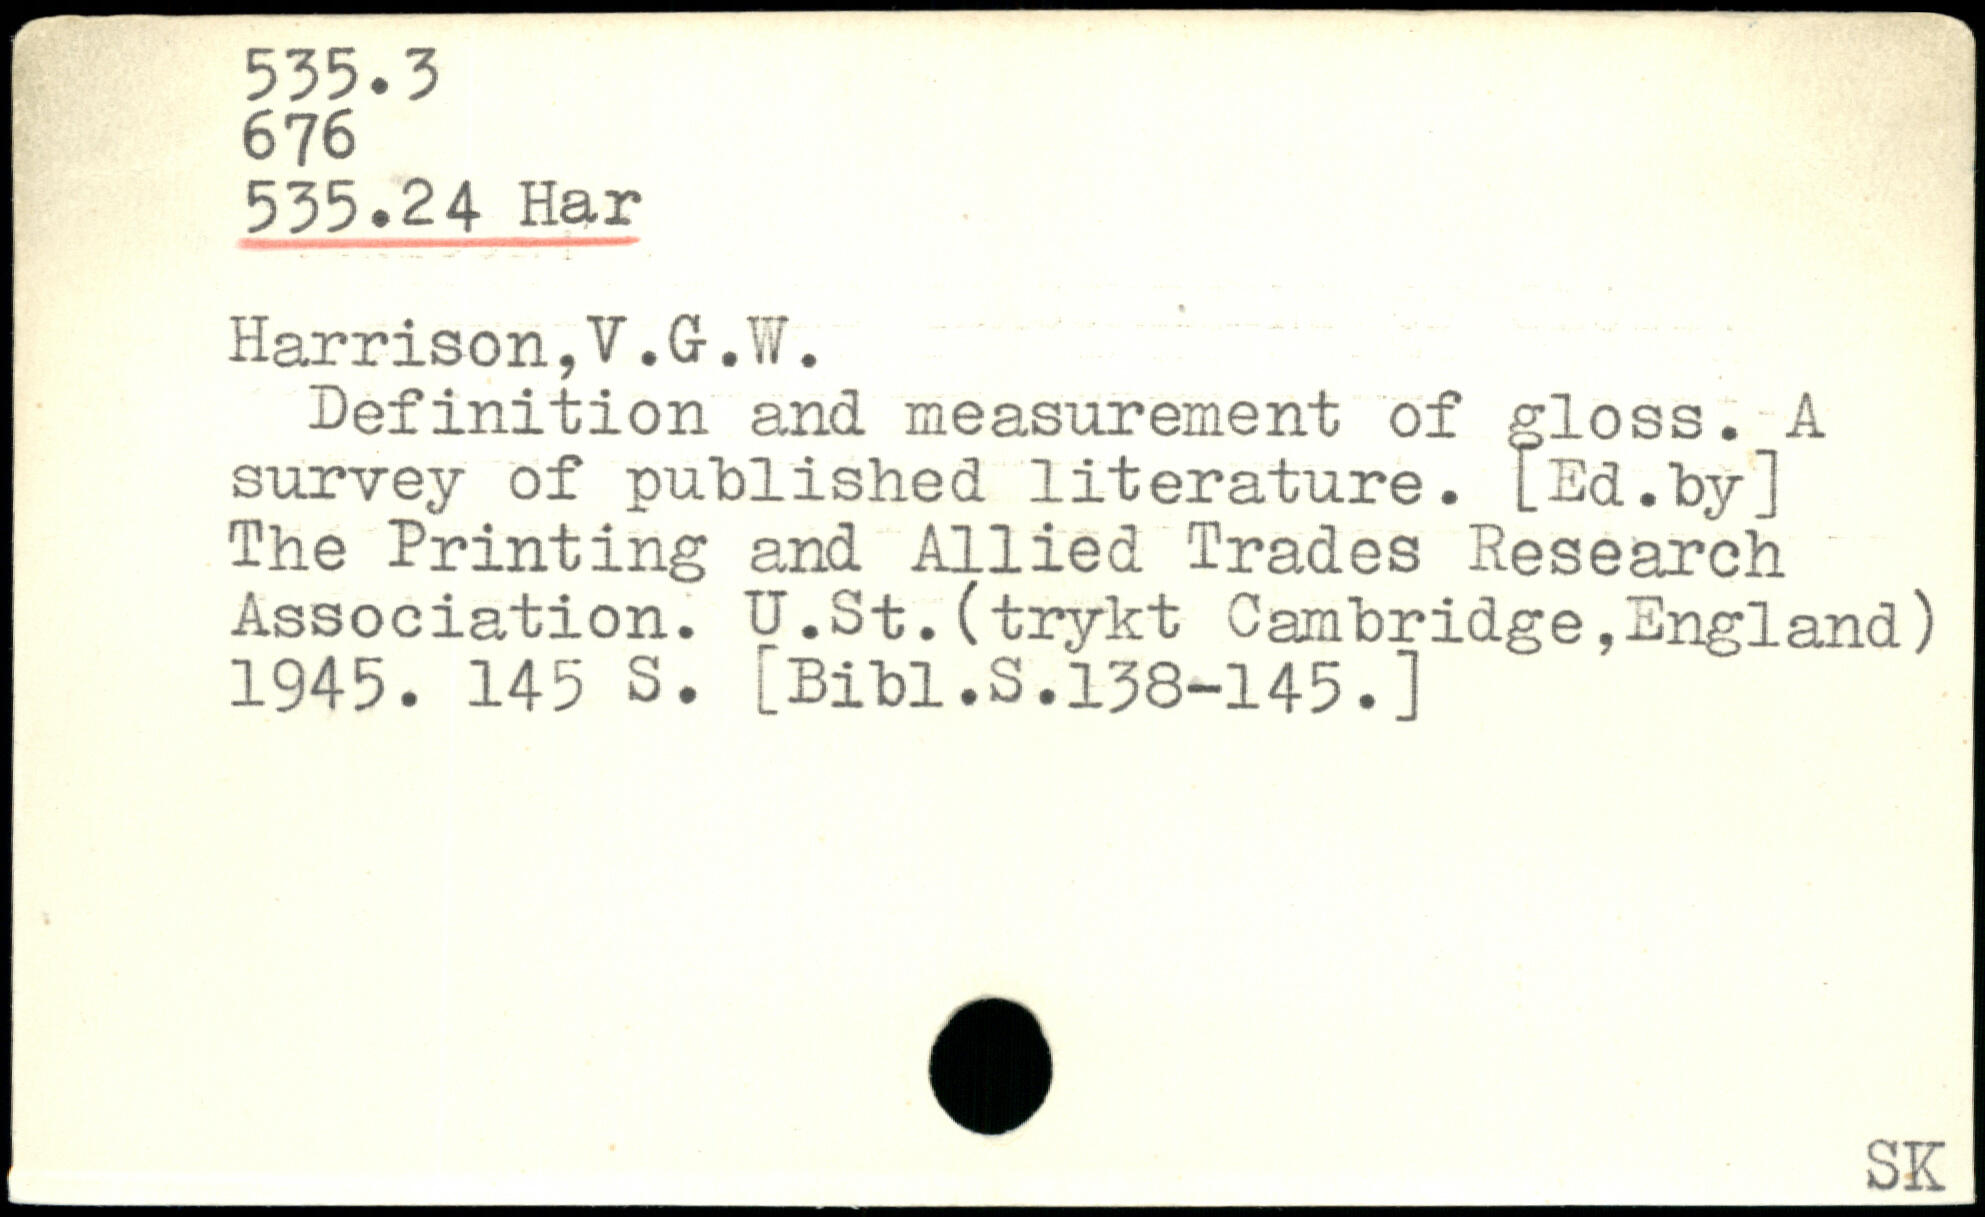 535.3
676
535.24 Har
Harrison,V.G.W.
Definition and measurement of gloss. A
survey of published literature. [Ed.by]
The Printing and Allied Trades Research
Association. U.St.(trykt Cambridge,England)
1945. 145 S. [Bibl.S.138-145.]
SK